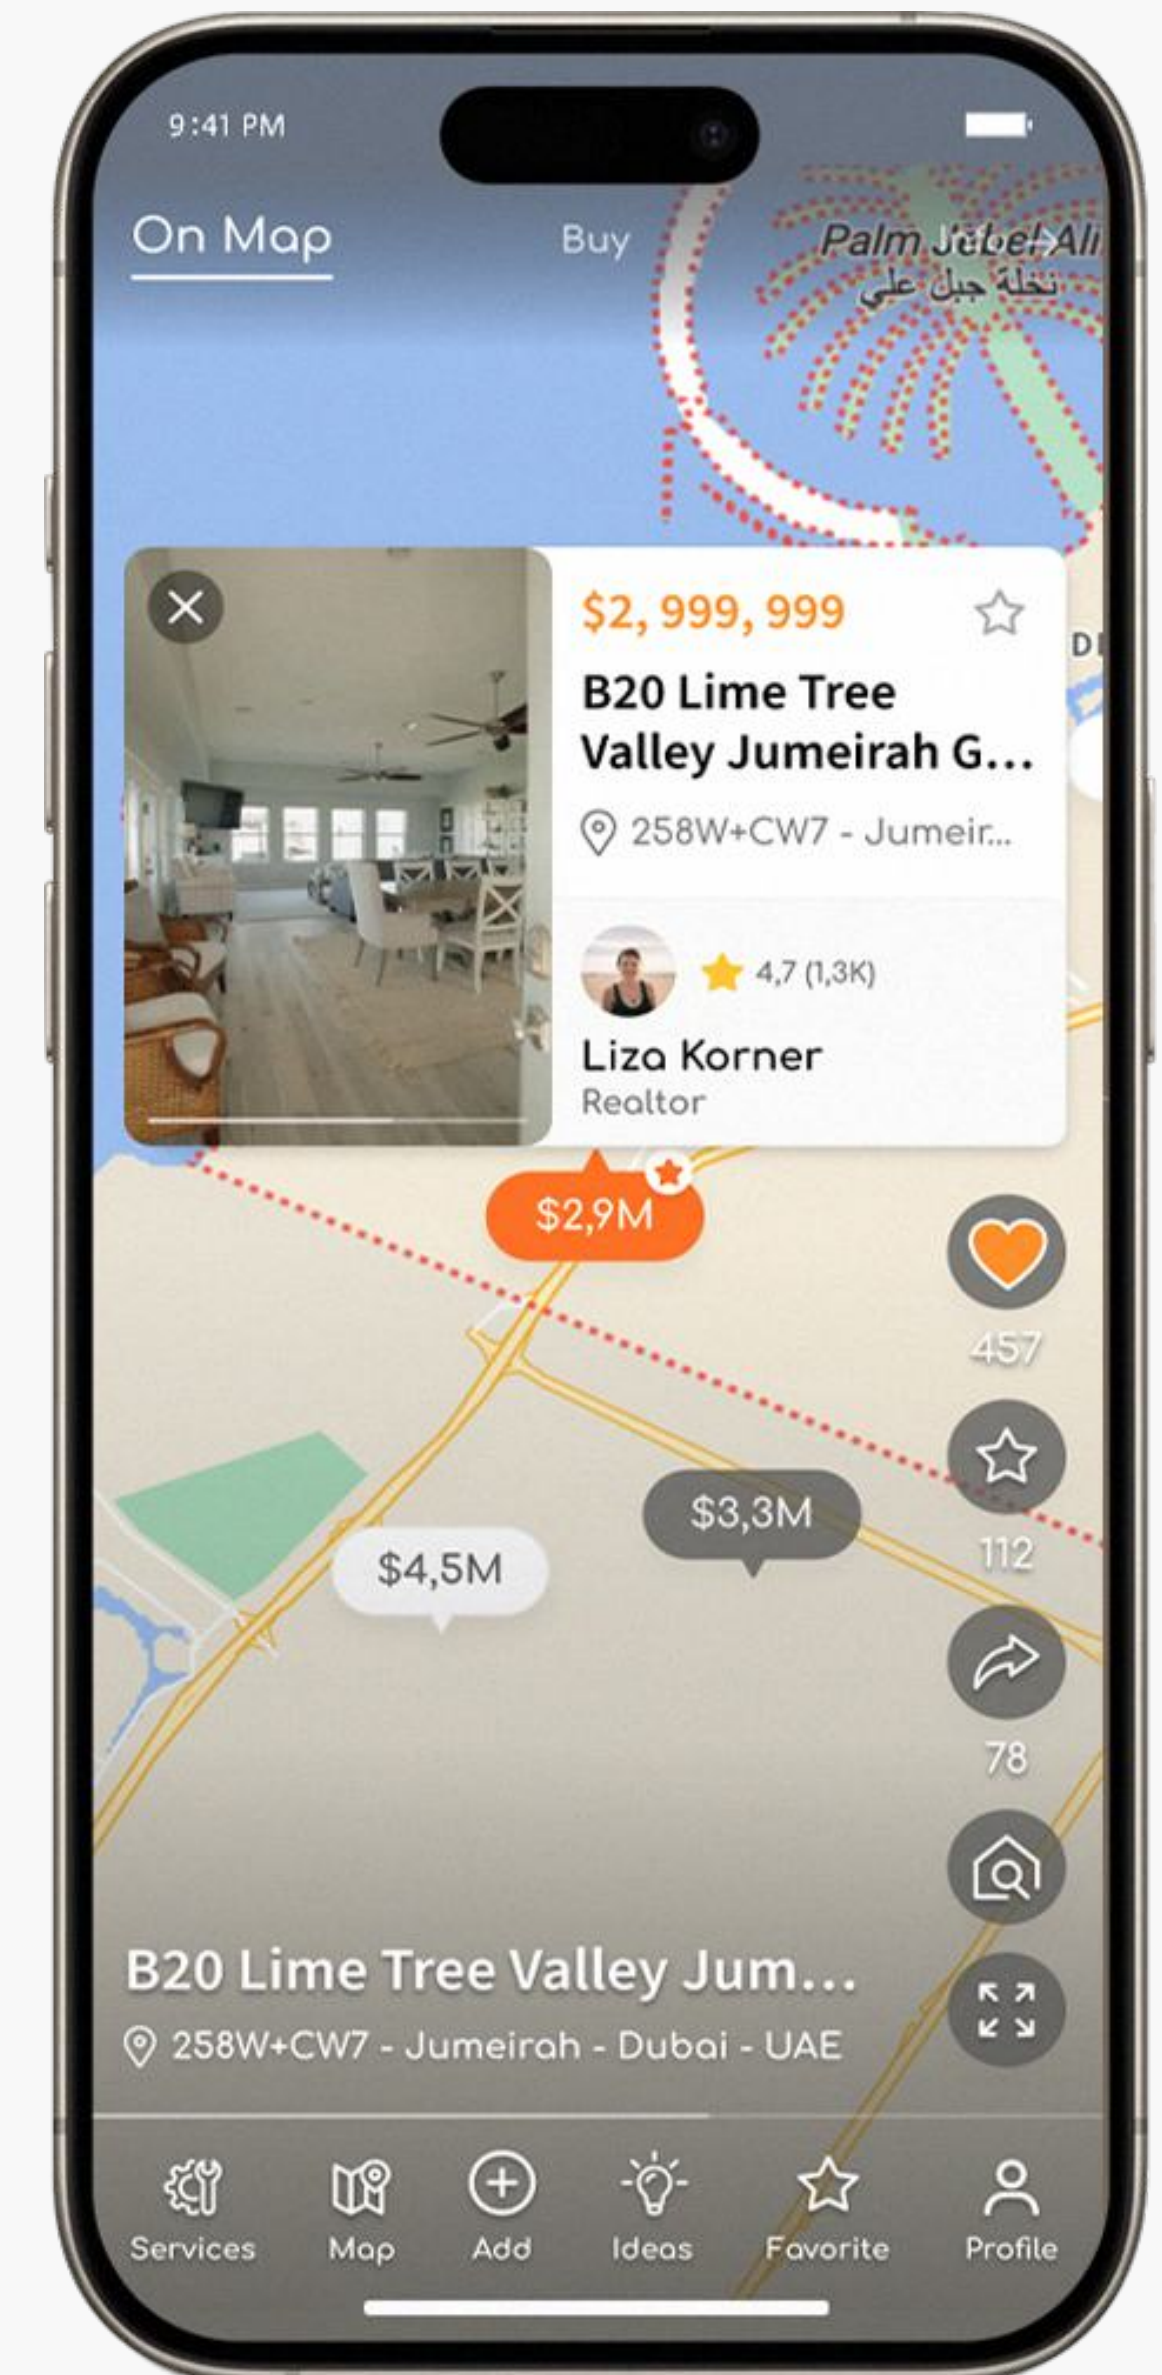 9:41 PM
On Map
Buy
Palm Jebel Ali
نخلة جبل علي
$2, 999, 999
B20 Lime Tree
Valley Jumeirah G...
258W+CW7 - Jumeir...
4,7 (1,3K)
Liza Korner
Realtor
$2,9M
457
$3,3M
112
$4,5M
78
B20 Lime Tree Valley Jum...
258W+CW7 - Jumeirah - Dubai - UAE
Services
Map
Add
Ideas
Favorite
Profile